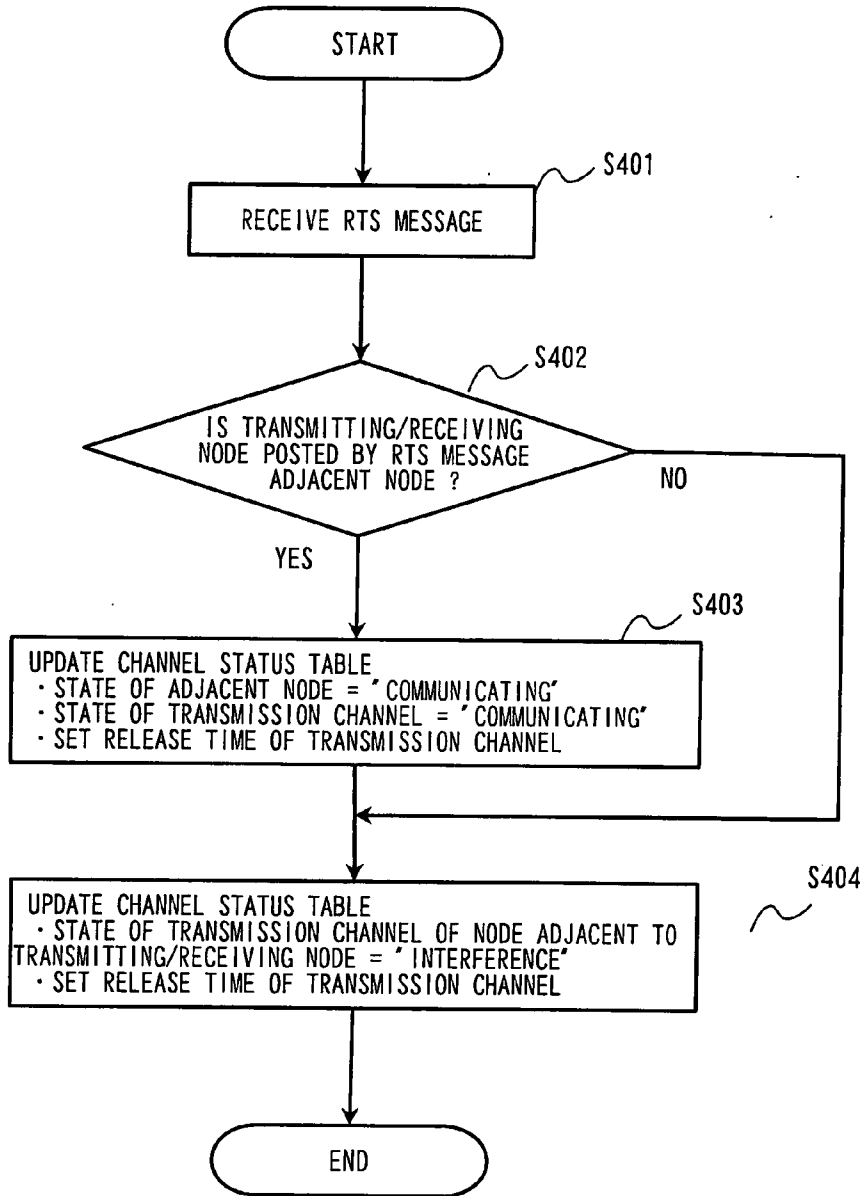 START
S401
RECEIVE RTS MESSAGE
S402
IS TRANSMITTING/RECEIVING
NODE POSTED BY RTS MESSAGE
ADJACENT NODE ?
NO
YES
S403
UPDATE CHANNEL STATUS TABLE
・STATE OF ADJACENT NODE = "COMMUNICATING"
・STATE OF TRANSMISSION CHANNEL = "COMMUNICATING"
・SET RELEASE TIME OF TRANSMISSION CHANNEL
S404
UPDATE CHANNEL STATUS TABLE
・STATE OF TRANSMISSION CHANNEL OF NODE ADJACENT TO
TRANSMITTING/RECEIVING NODE = "INTERFERENCE"
・SET RELEASE TIME OF TRANSMISSION CHANNEL
END